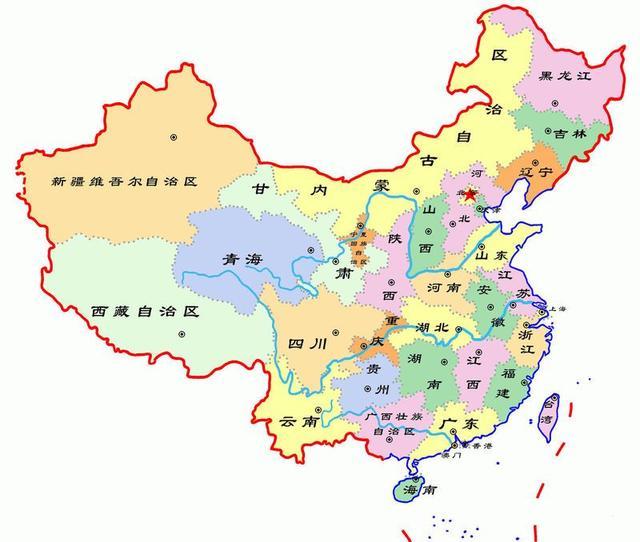 黑龙江
吉林
辽宁
内蒙古自治区
河北
北京
天津
新疆维吾尔自治区
甘肃
宁夏
回族
自
治区
山西
陕西
青海
山东
西藏自治区
河南
江苏
安徽
上海
四川
重庆
湖北
浙江
湖南
江西
贵州
福建
云南
广西壮族
自治区
广东
台湾
香港
澳门
海南